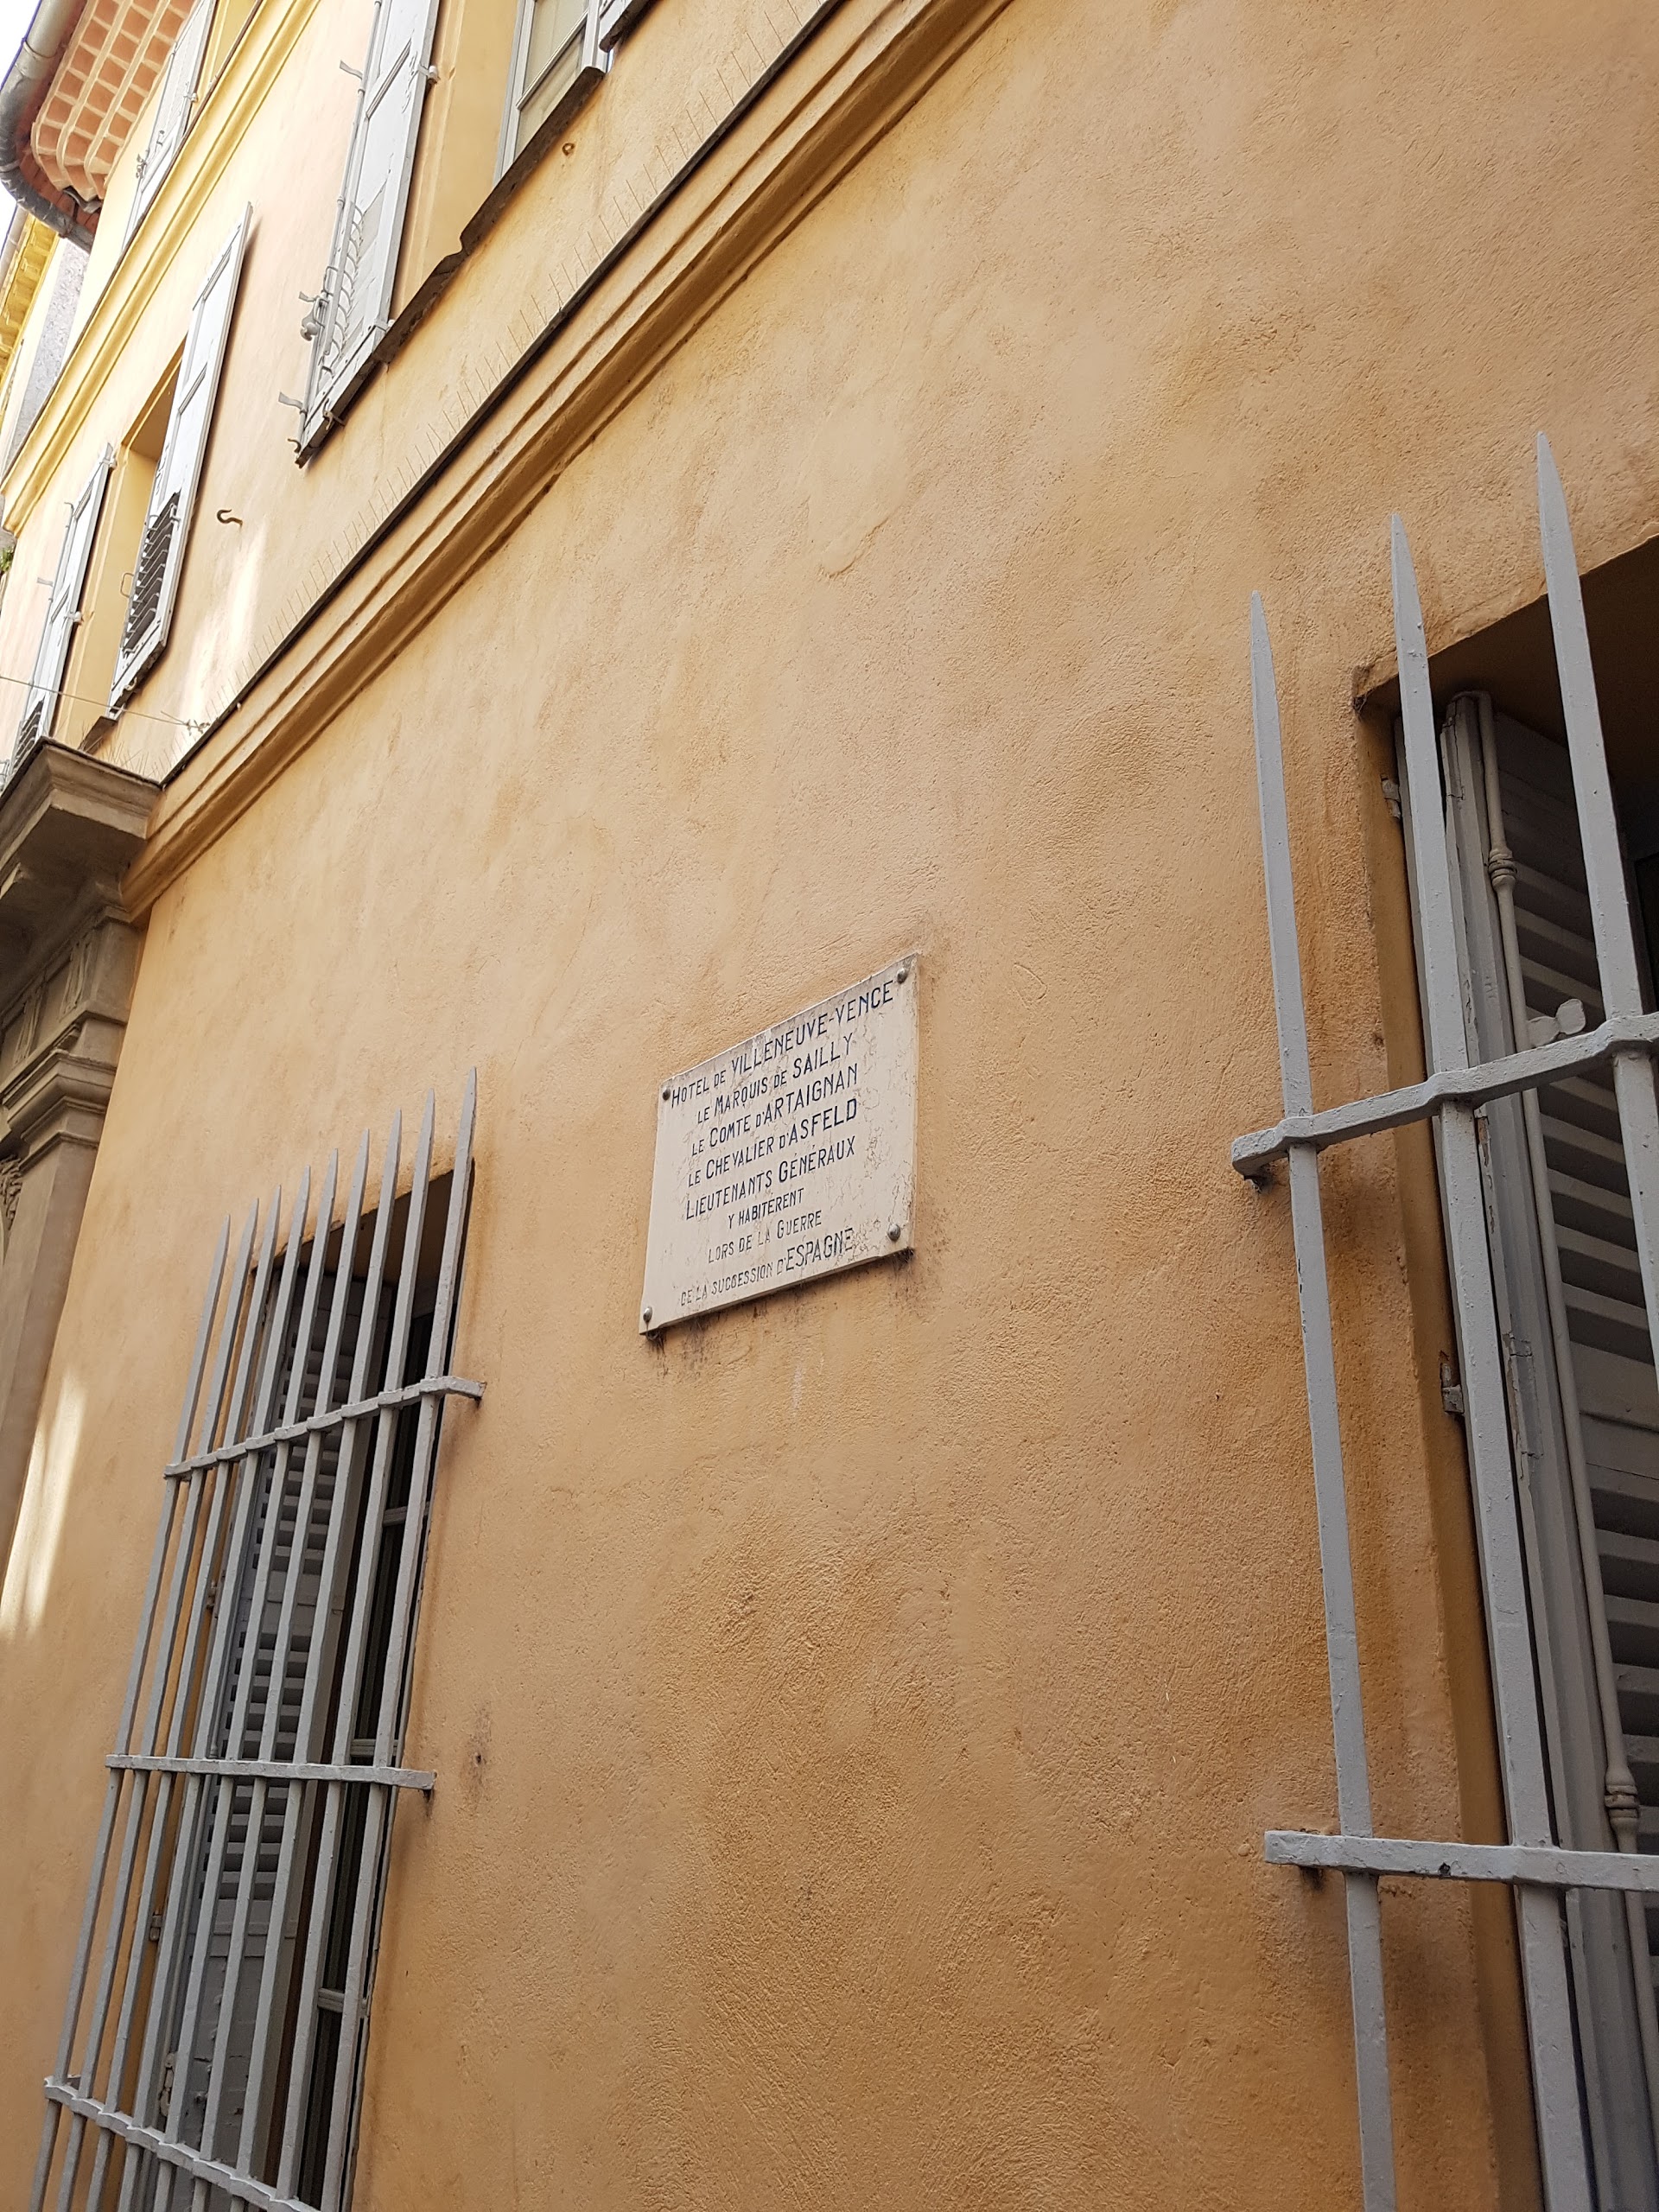 HOTEL DE VILLENEUVE-VENCE
LE MARQUIS DE SAILLY
LE COMTE D'ARTAIGNAN
LE CHEVALIER D'ASFELD
LIEUTENANTS GÉNÉRAUX
Y HABITÈRENT
LORS DE LA GUERRE
DE LA SUCCESSION D'ESPAGNE